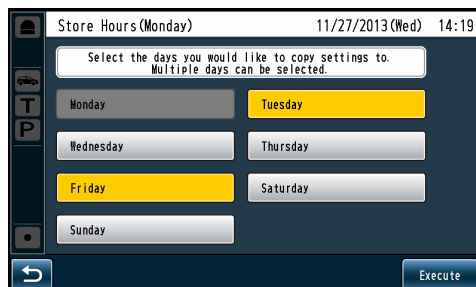 Store Hours(Monday) 11/27/2013(Wed) 14:19
Select the days you would like to copy settings to.
Multiple days can be selected.
T
P
Monday Tuesday
Wednesday Thursday
Friday Saturday
Sunday
Execute